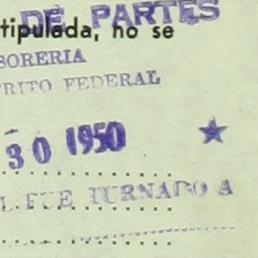 DE PARTES
tipulada, no se
SORERIA
RITO FEDERAL
30 1950
FUE TURNADO A